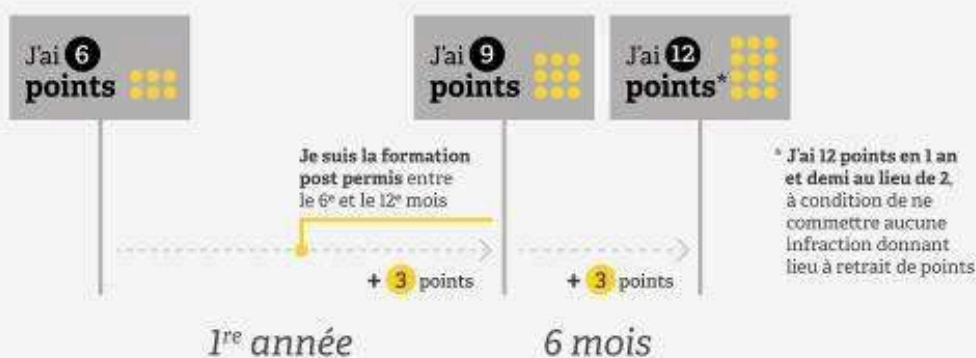 J'ai 6
points
J'ai 9
points
J'ai 12
points*
Je suis la formation
post permis entre
le 6e et le 12e mois
* J'ai 12 points en 1 an
et demi au lieu de 2,
à condition de ne
commettre aucune
infraction donnant
lieu à retrait de points
+ 3 points
+ 3 points
1re année
6 mois